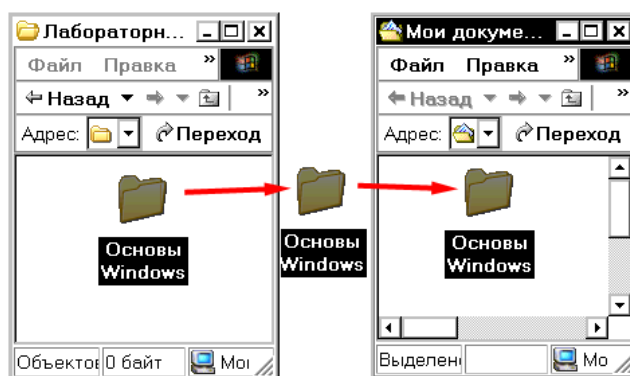 Лабораторн...
Файл Правка »
Назад »
Адрес: Переход
Основы
Windows
Объектов 0 байт
Основы
Windows
Мои докуме...
Файл Правка »
Назад »
Адрес: Переход
Основы
Windows
Выделен Мо